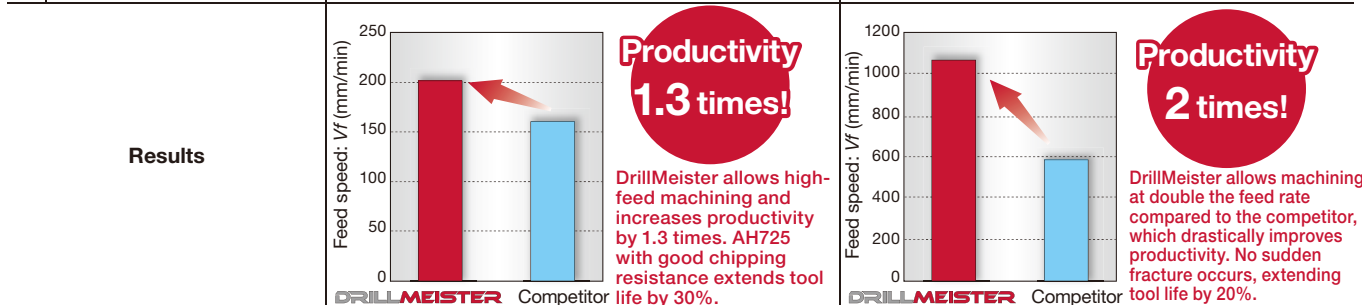 Results
Feed speed: Vf (mm/min)
250
200
150
100
50
0
DRILLMEISTER Competitor
Productivity
1.3 times!
DrillMeister allows high-
feed machining and
increases productivity
by 1.3 times. AH725
with good chipping
resistance extends tool
life by 30%.
Feed speed: Vf (mm/min)
1200
1000
800
600
400
200
0
DRILLMEISTER Competitor
Productivity
2 times!
DrillMeister allows machining
at double the feed rate
compared to the competitor,
which drastically improves
productivity. No sudden
fracture occurs, extending
tool life by 20%.